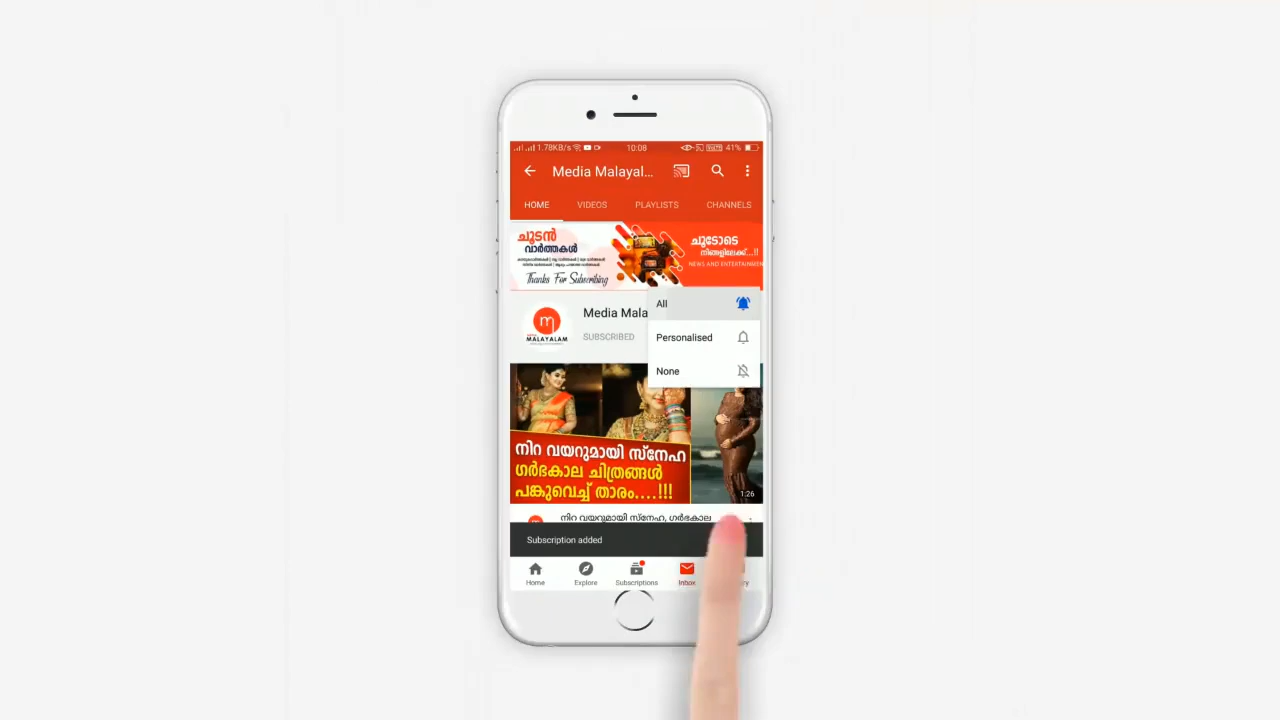 1.78KB/s 10:08 41%
Media Malayal...
HOME VIDEOS PLAYLISTS CHANNELS
ചൂടൻ
വാർത്തകൾ
Thanks For Subscribing
ചൂടോടെ
നിങ്ങളിലേക്ക്...!!
NEWS AND ENTERTAINMEN
Media Mala
SUBSCRIBED
MALAYALAM
All
Personalised
None
നിറ വയറുമായി സ്നേഹ
ഗർഭകാല ചിത്രങ്ങൾ
പങ്കുവെച്ച് താരം....!!!
1:26
നിറ വയറുമായി സ്നേഹ, ഗർഭകാല
Subscription added
Home Explore Subscriptions Inbox